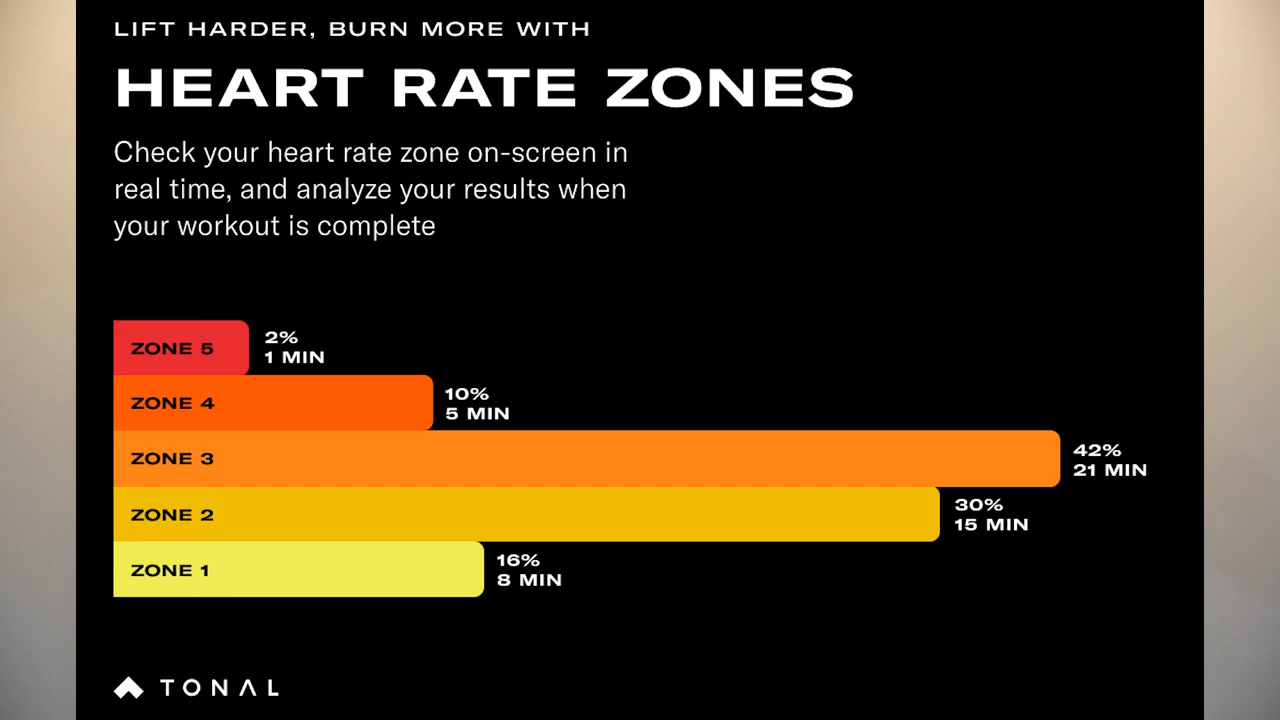 LIFT HARDER, BURN MORE WITH
HEART RATE ZONES
Check your heart rate zone on-screen in
real time, and analyze your results when
your workout is complete
ZONE 5
2%
1 MIN
ZONE 4
10%
5 MIN
ZONE 3
42%
21 MIN
ZONE 2
30%
15 MIN
ZONE 1
16%
8 MIN
TONAL